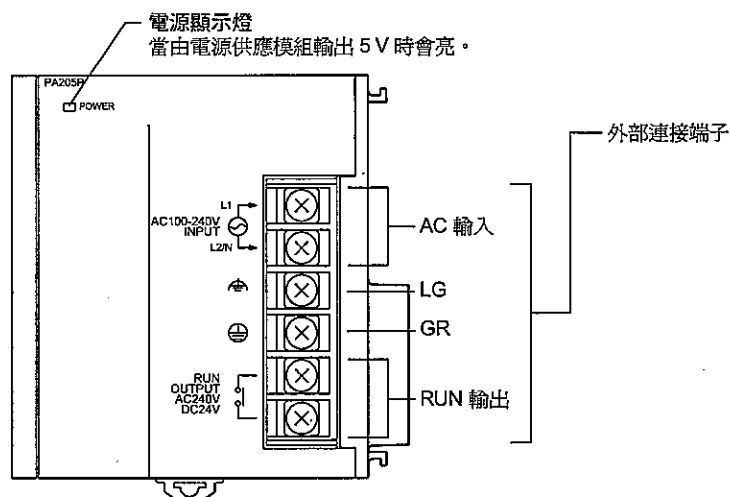 電源顯示燈
當由電源供應模組輸出 5 V 時會亮。
PA205R
POWER
外部連接端子
L1
AC100-240V
INPUT
L2/N
AC 輸入
LG
GR
RUN
OUTPUT
AC240V
DC24V
RUN 輸出